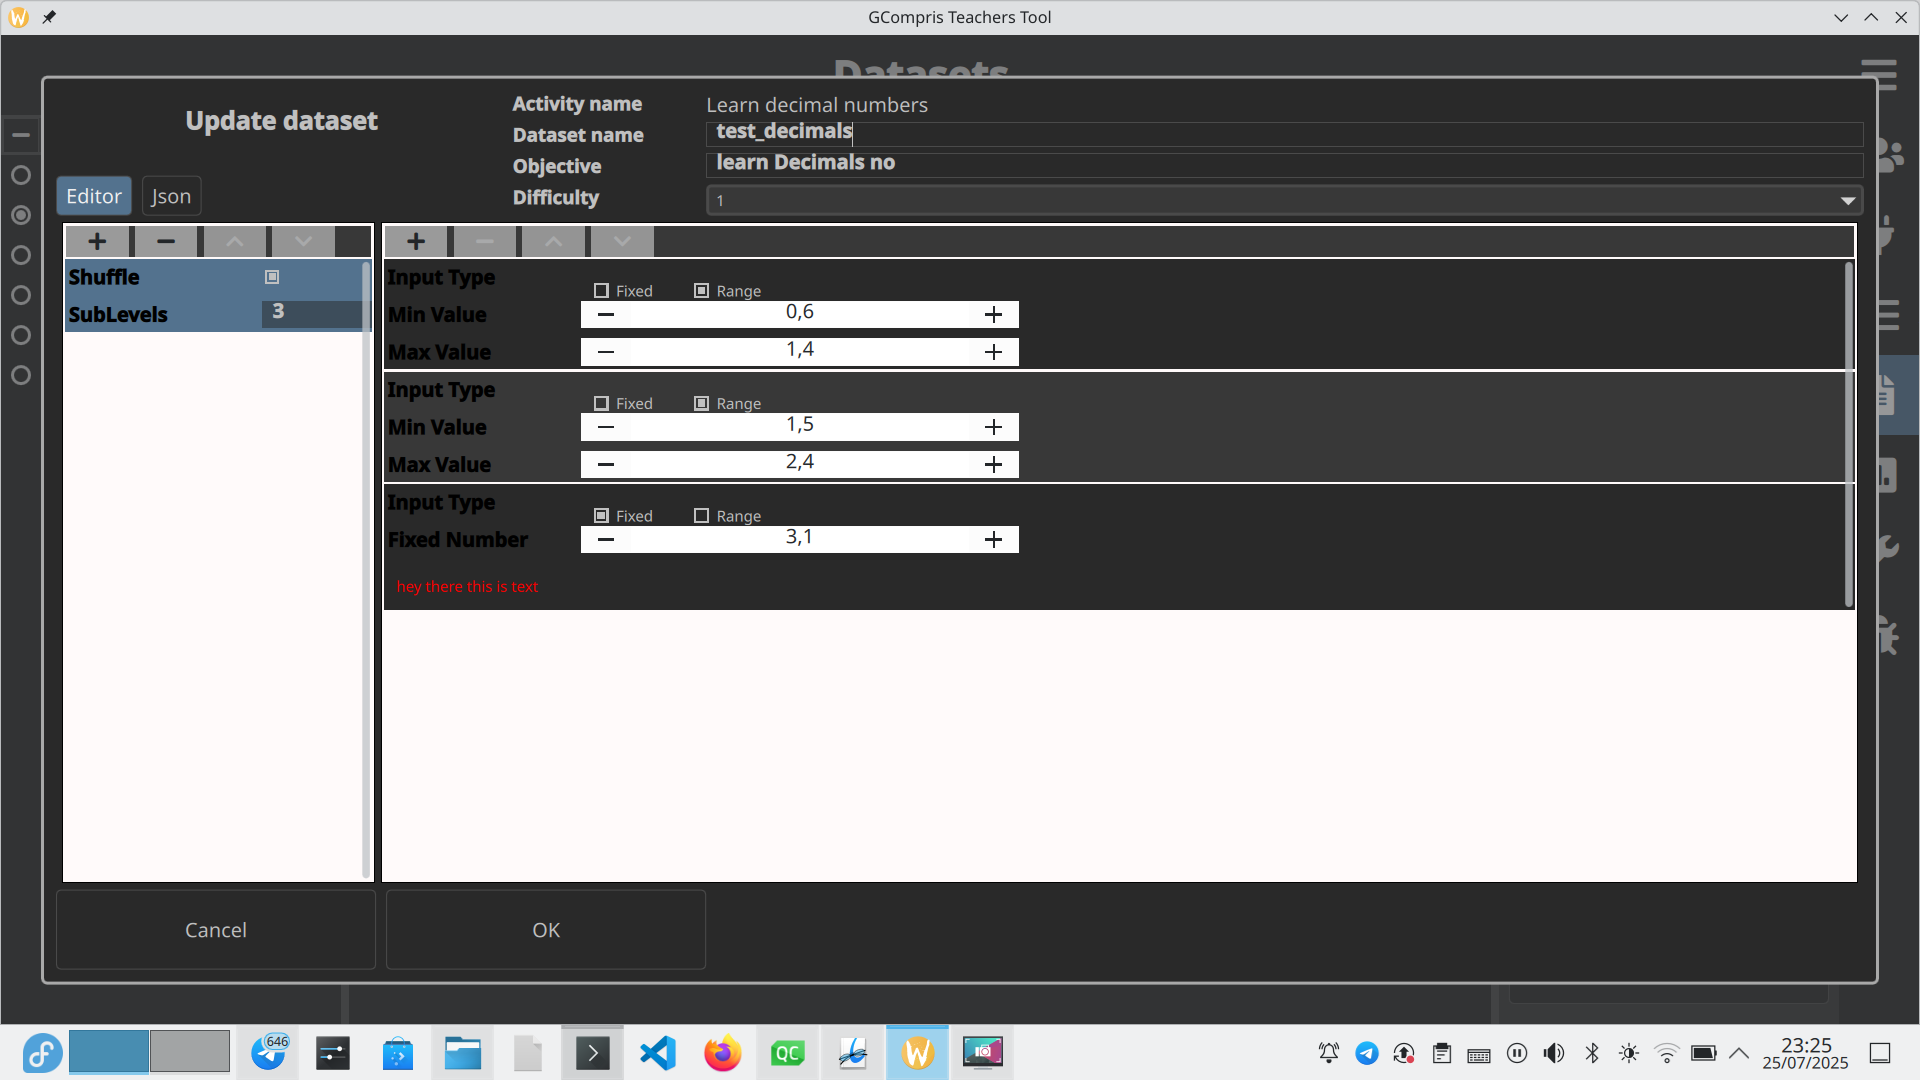 GCompris Teachers Tool
Datasets
Update dataset
Activity name
Learn decimal numbers
Dataset name
test_decimals
Objective
learn Decimals no
Difficulty
1
Editor
Json
Shuffle
SubLevels
3
Input Type
Fixed
Range
Min Value
0,6
Max Value
1,4
Input Type
Fixed
Range
Min Value
1,5
Max Value
2,4
Input Type
Fixed
Range
Fixed Number
3,1
hey there this is text
Cancel
OK
646
QC
23:25
25/07/2025